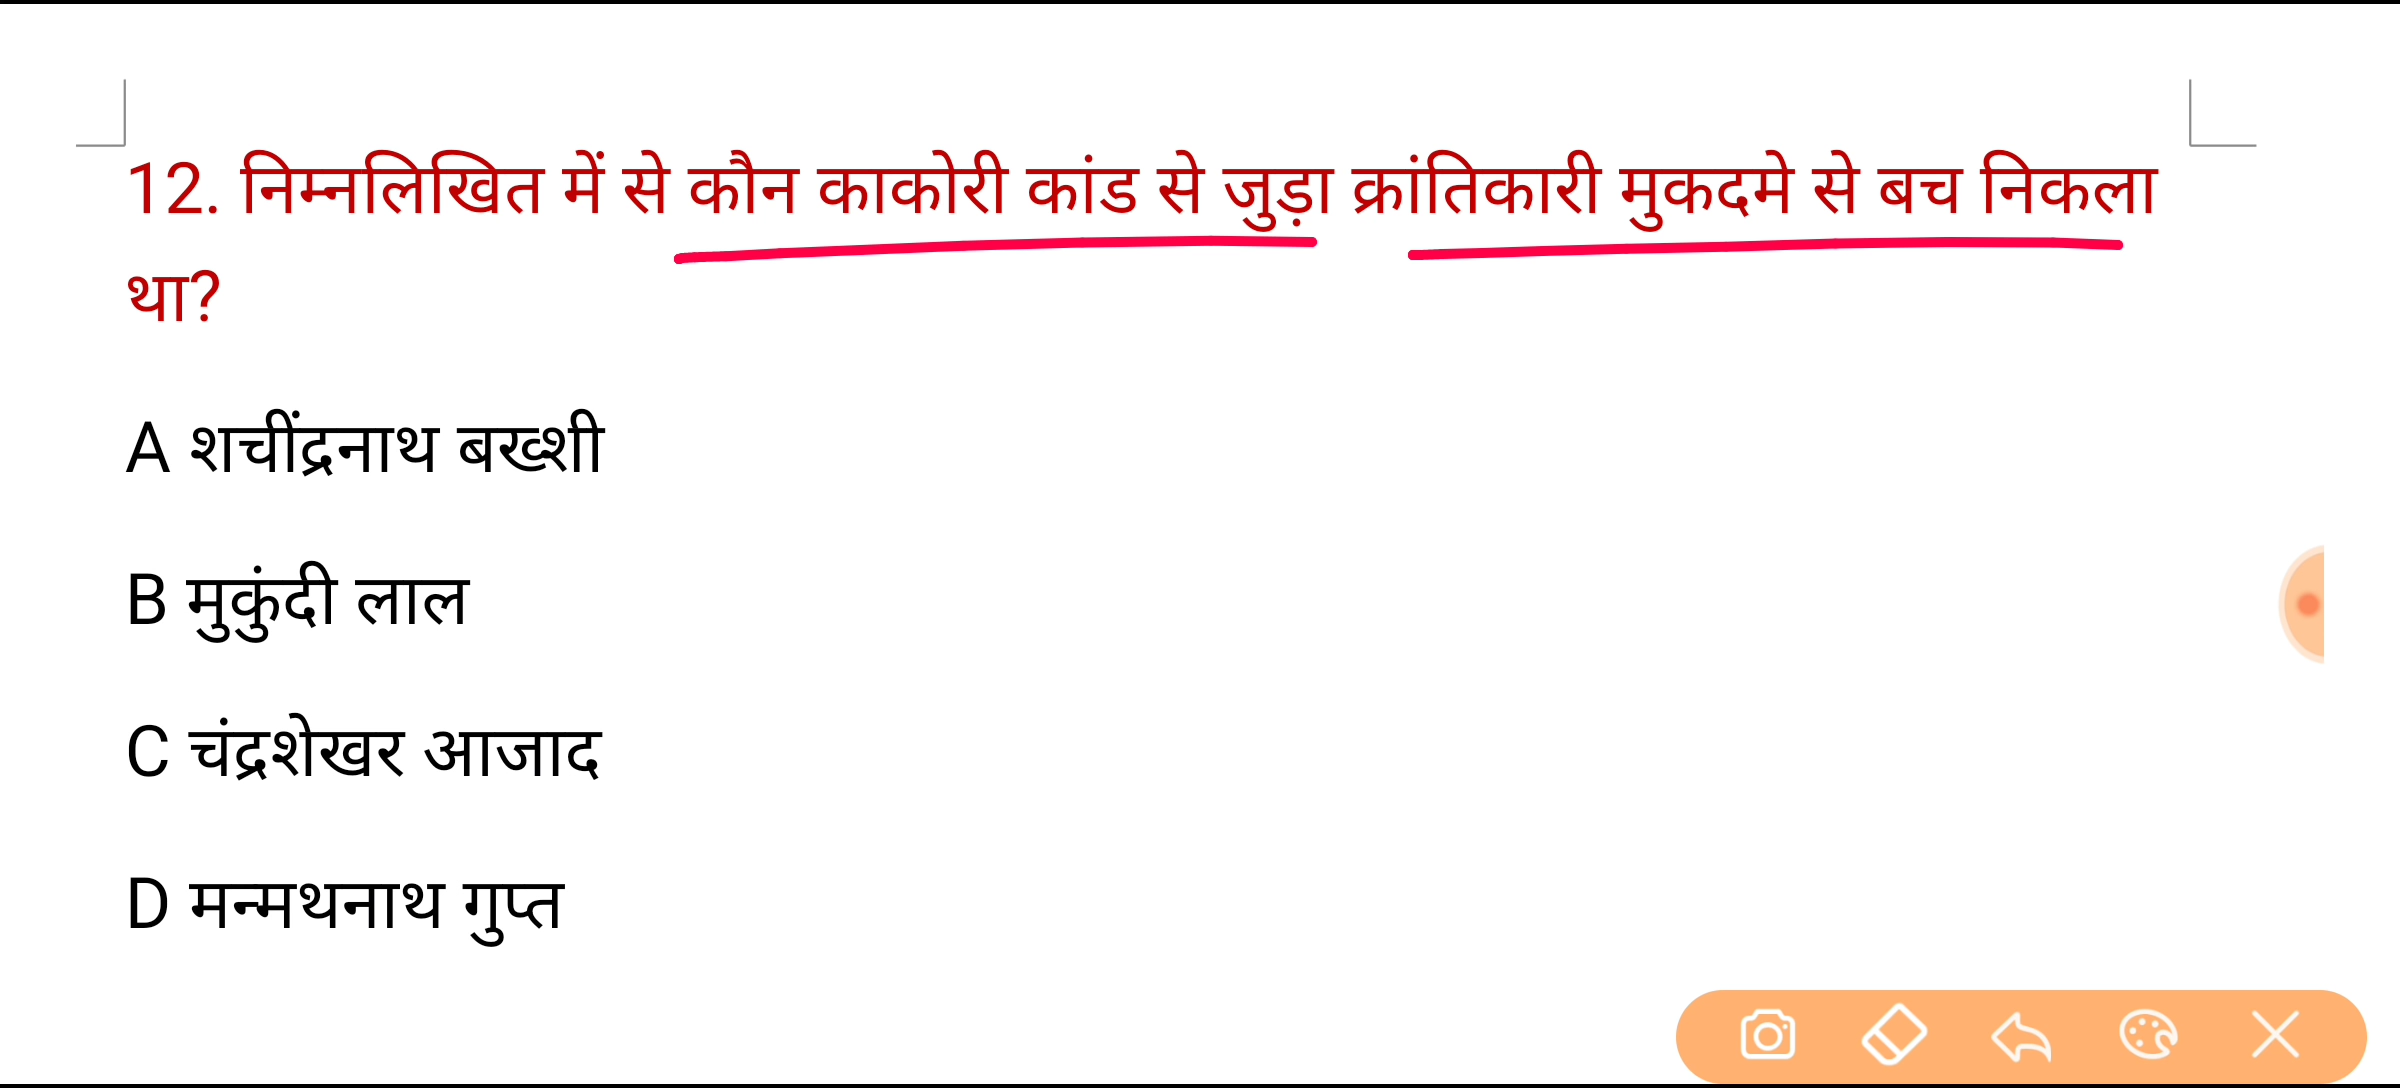 12. निम्नलिखित में से कौन काकोरी कांड से जुड़ा क्रांतिकारी मुकदमे से बच निकला
था?
A शचींद्रनाथ बख्शी
B मुकुंदी लाल
C चंद्रशेखर आजाद
D मन्मथनाथ गुप्त